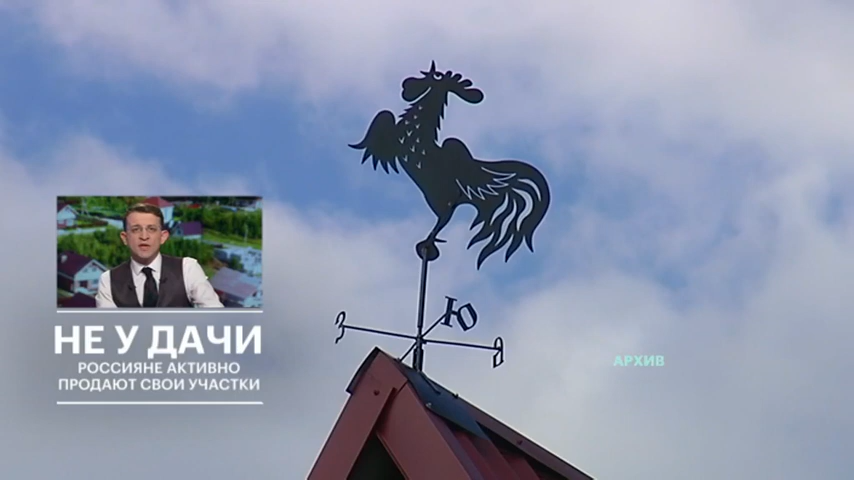 НЕ У ДАЧИ
РОССИЯНЕ АКТИВНО
ПРОДАЮТ СВОИ УЧАСТКИ
З
Ю
В
АРХИВ